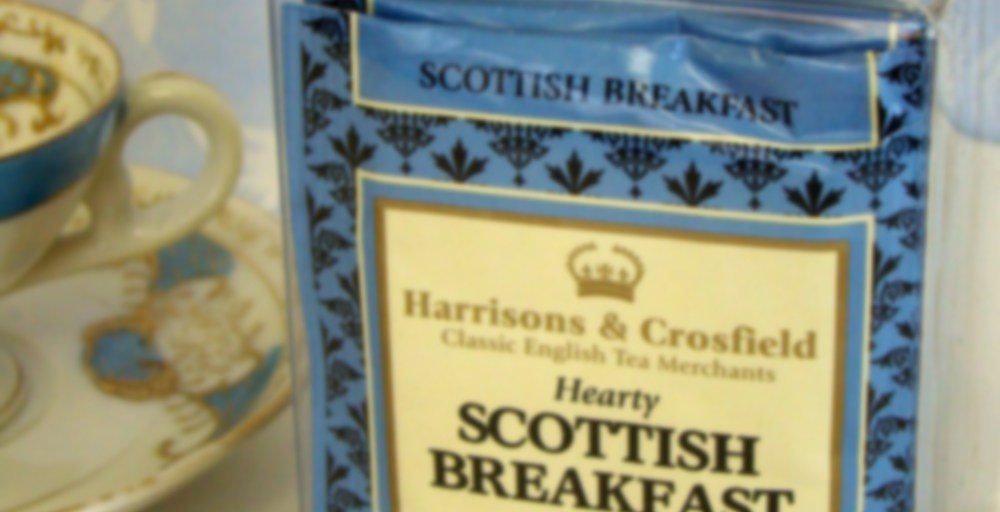 SCOTTISH BREAKFAST
Harrisons & Crosfield
Classic English Tea Merchants
Hearty
SCOTTISH
BREAKFAST